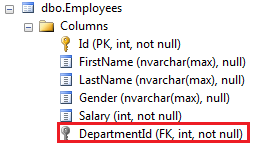 dbo.Employees
Columns
Id (PK, int, not null)
FirstName (nvarchar(max), null)
LastName (nvarchar(max), null)
Gender (nvarchar(max), null)
Salary (int, not null)
DepartmentId (FK, int, not null)